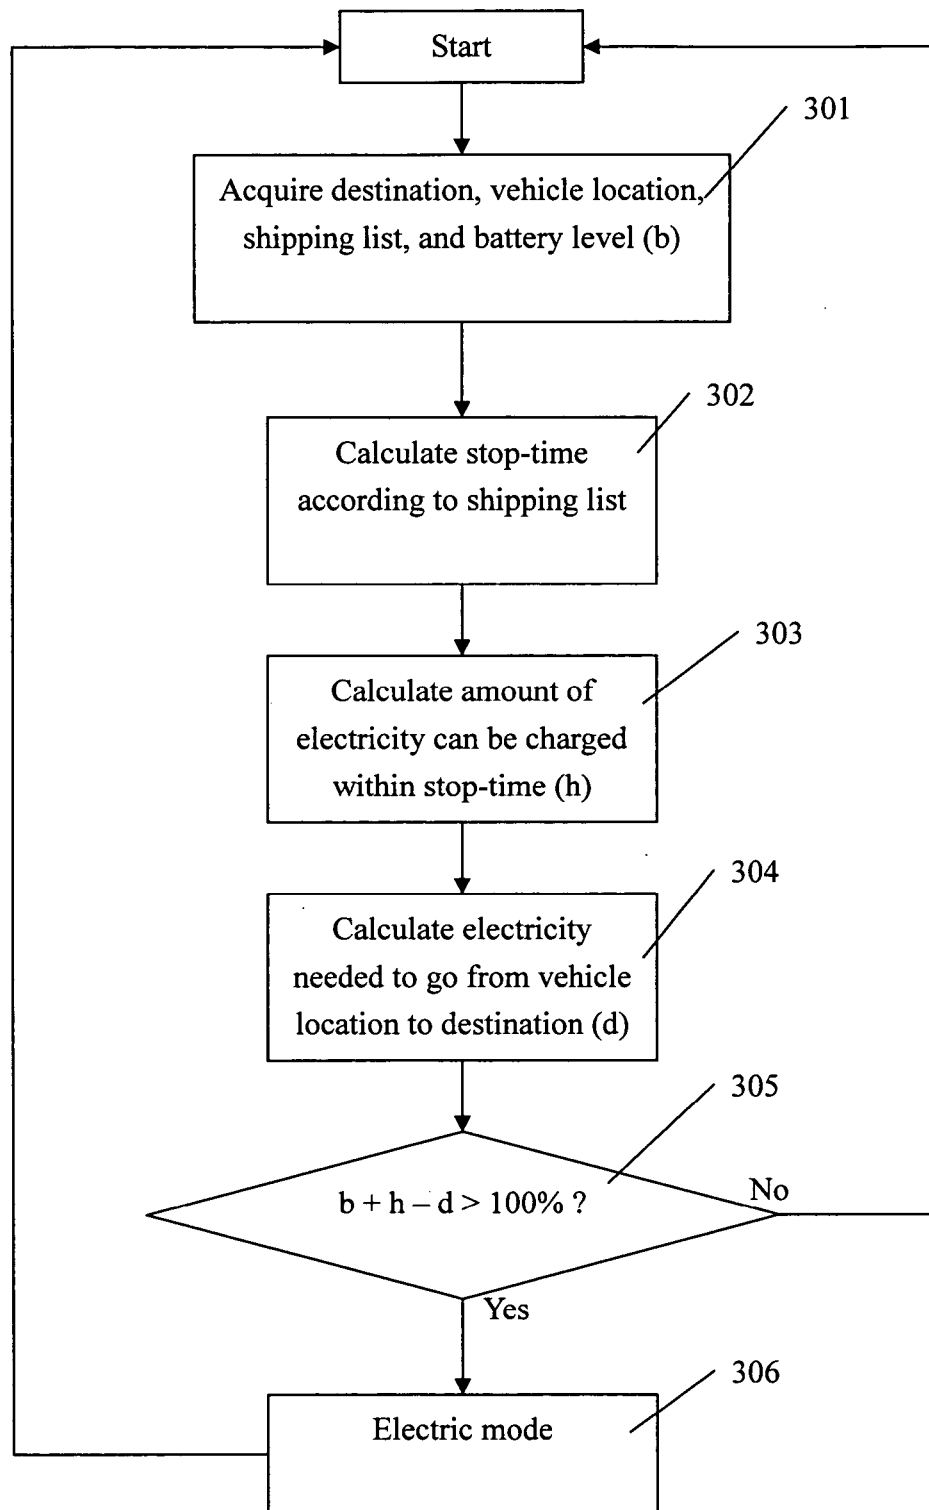 Start
301
Acquire destination, vehicle location,
shipping list, and battery level (b)
302
Calculate stop-time
according to shipping list
303
Calculate amount of
electricity can be charged
within stop-time (h)
304
Calculate electricity
needed to go from vehicle
location to destination (d)
305
b + h – d > 100% ?
No
Yes
306
Electric mode